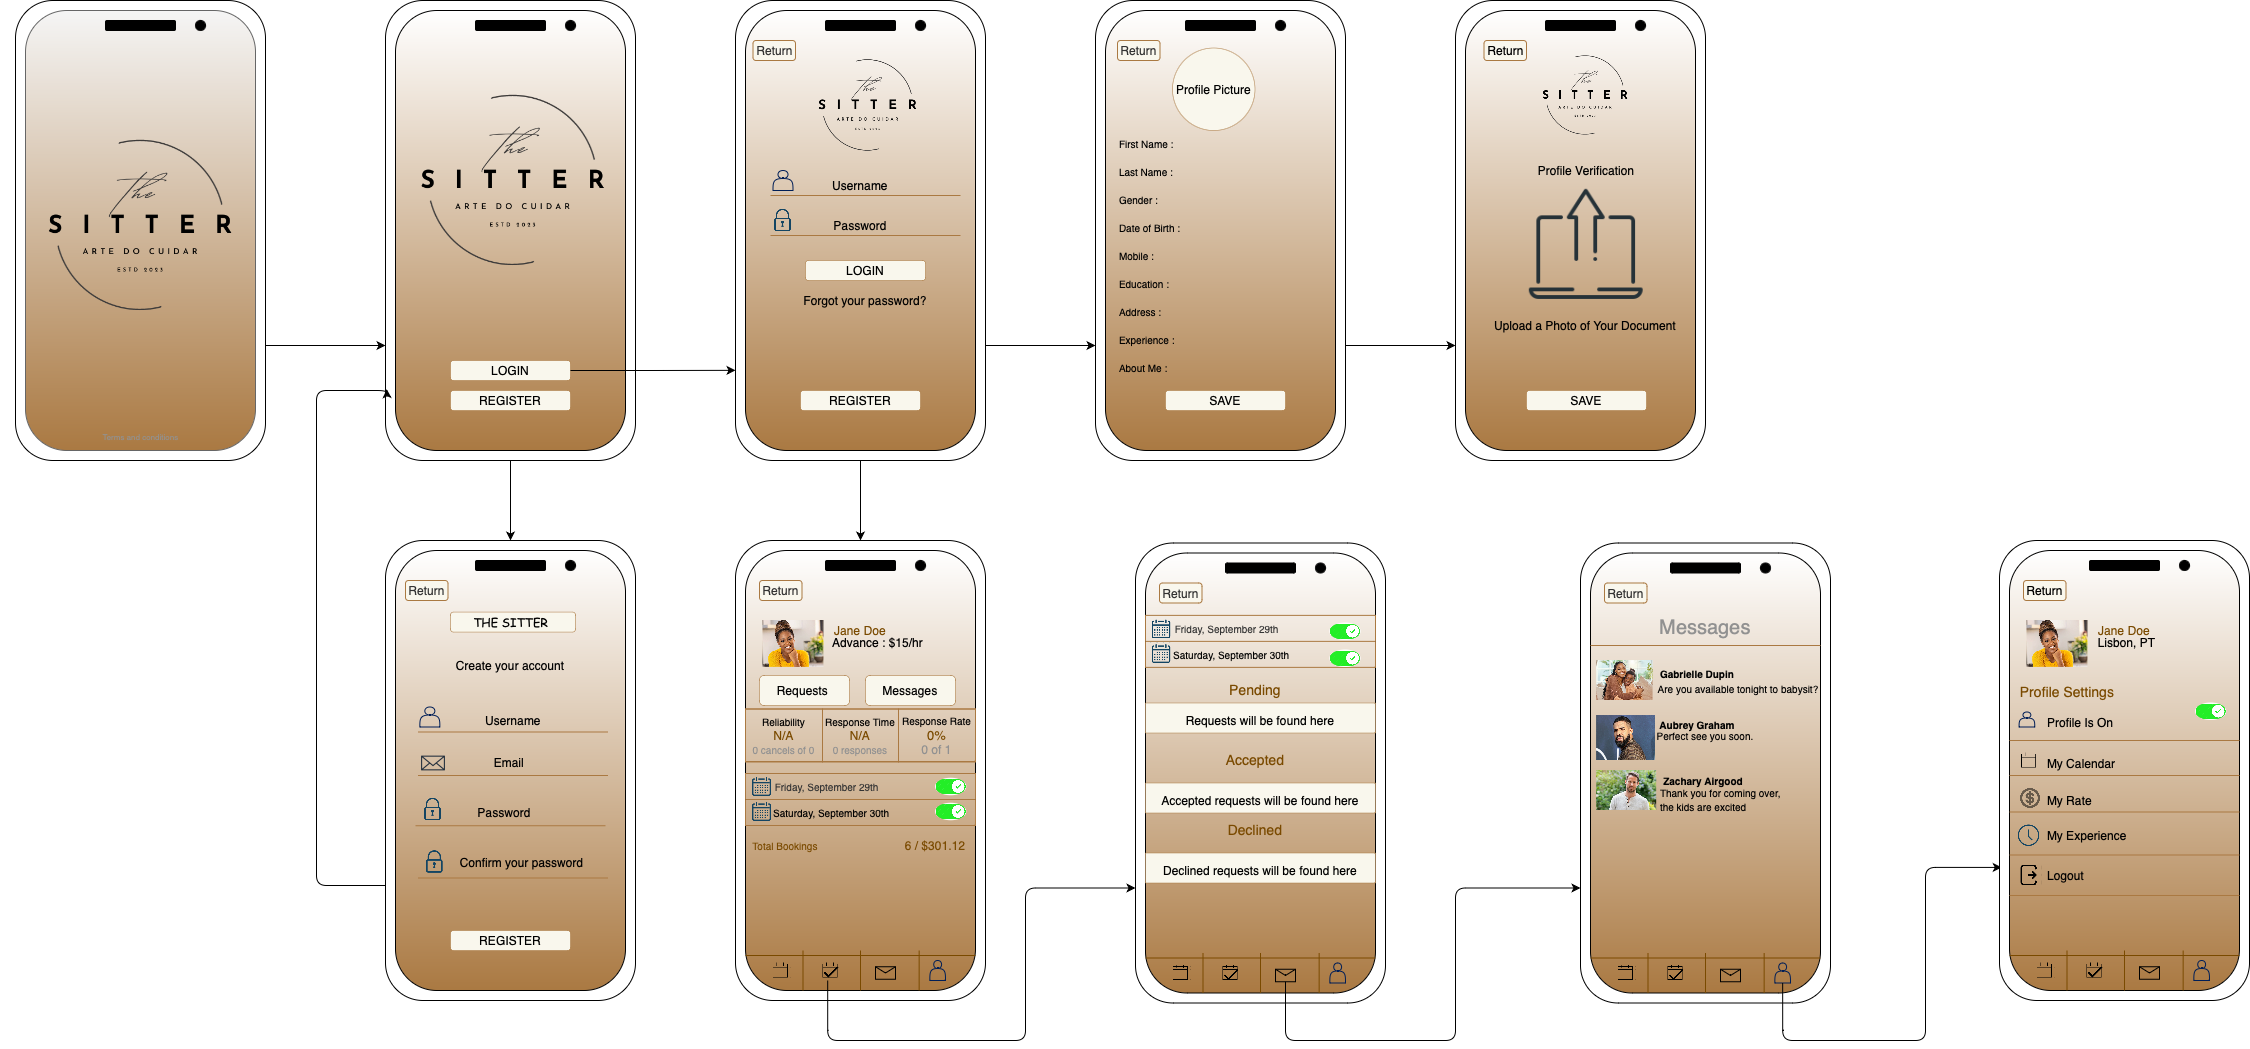 the
SITTER
ARTE DO CUIDAR
ESTD 2023
Terms and conditions
the
SITTER
ARTE DO CUIDAR
ESTD 2023
LOGIN
REGISTER
Return
the
SITTER
ARTE DO CUIDAR
ESTD 2023
Username
Password
LOGIN
Forgot your password?
REGISTER
Return
Profile Picture
First Name :
Last Name :
Gender :
Date of Birth :
Mobile :
Education :
Address :
Experience :
About Me :
SAVE
Return
the
SITTER
ARTE DO CUIDAR
ESTD 2023
Profile Verification
Upload a Photo of Your Document
SAVE
Return
THE SITTER
Create your account
Username
Email
Password
Confirm your password
REGISTER
Return
Jane Doe
Advance : $15/hr
Requests Messages
Reliability Response Time Response Rate
N/A N/A 0%
0 cancels of 0 0 responses 0 of 1
Friday, September 29th
Saturday, September 30th
Total Bookings 6 / $301.12
Return
Friday, September 29th
Saturday, September 30th
Pending
Requests will be found here
Accepted
Accepted requests will be found here
Declined
Declined requests will be found here
Return
Messages
Gabrielle Dupin
Are you available tonight to babysit?
Aubrey Graham
Perfect see you soon.
Zachary Airgood
Thank you for coming over,
the kids are excited
Return
Jane Doe
Lisbon, PT
Profile Settings
Profile Is On
My Calendar
My Rate
My Experience
Logout